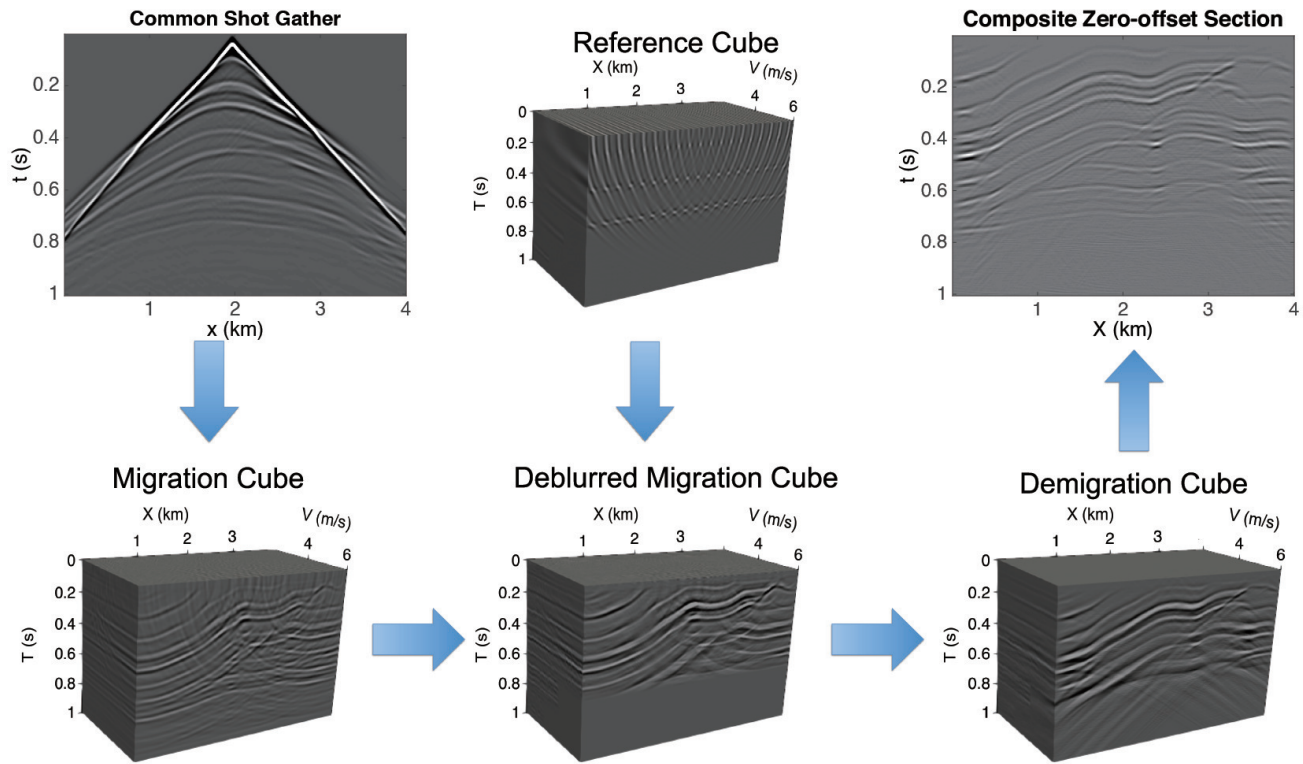 Common Shot Gather
0.2
0.4
0.6
0.8
1
t (s)
1 2 3 4
x (km)
Reference Cube
X (km) V (m/s)
1 2 3 4 6
0
0.2
0.4
0.6
0.8
1
T (s)
Composite Zero-offset Section
0.2
0.4
0.6
0.8
1
t (s)
1 2 3 4
X (km)
Migration Cube
X (km) V (m/s)
1 2 3 4 6
0
0.2
0.4
0.6
0.8
1
T (s)
Deblurred Migration Cube
X (km) V (m/s)
1 2 3 4 6
0
0.2
0.4
0.6
0.8
1
T (s)
Demigration Cube
X (km) V (m/s)
1 2 3 4 6
0
0.2
0.4
0.6
0.8
1
T (s)